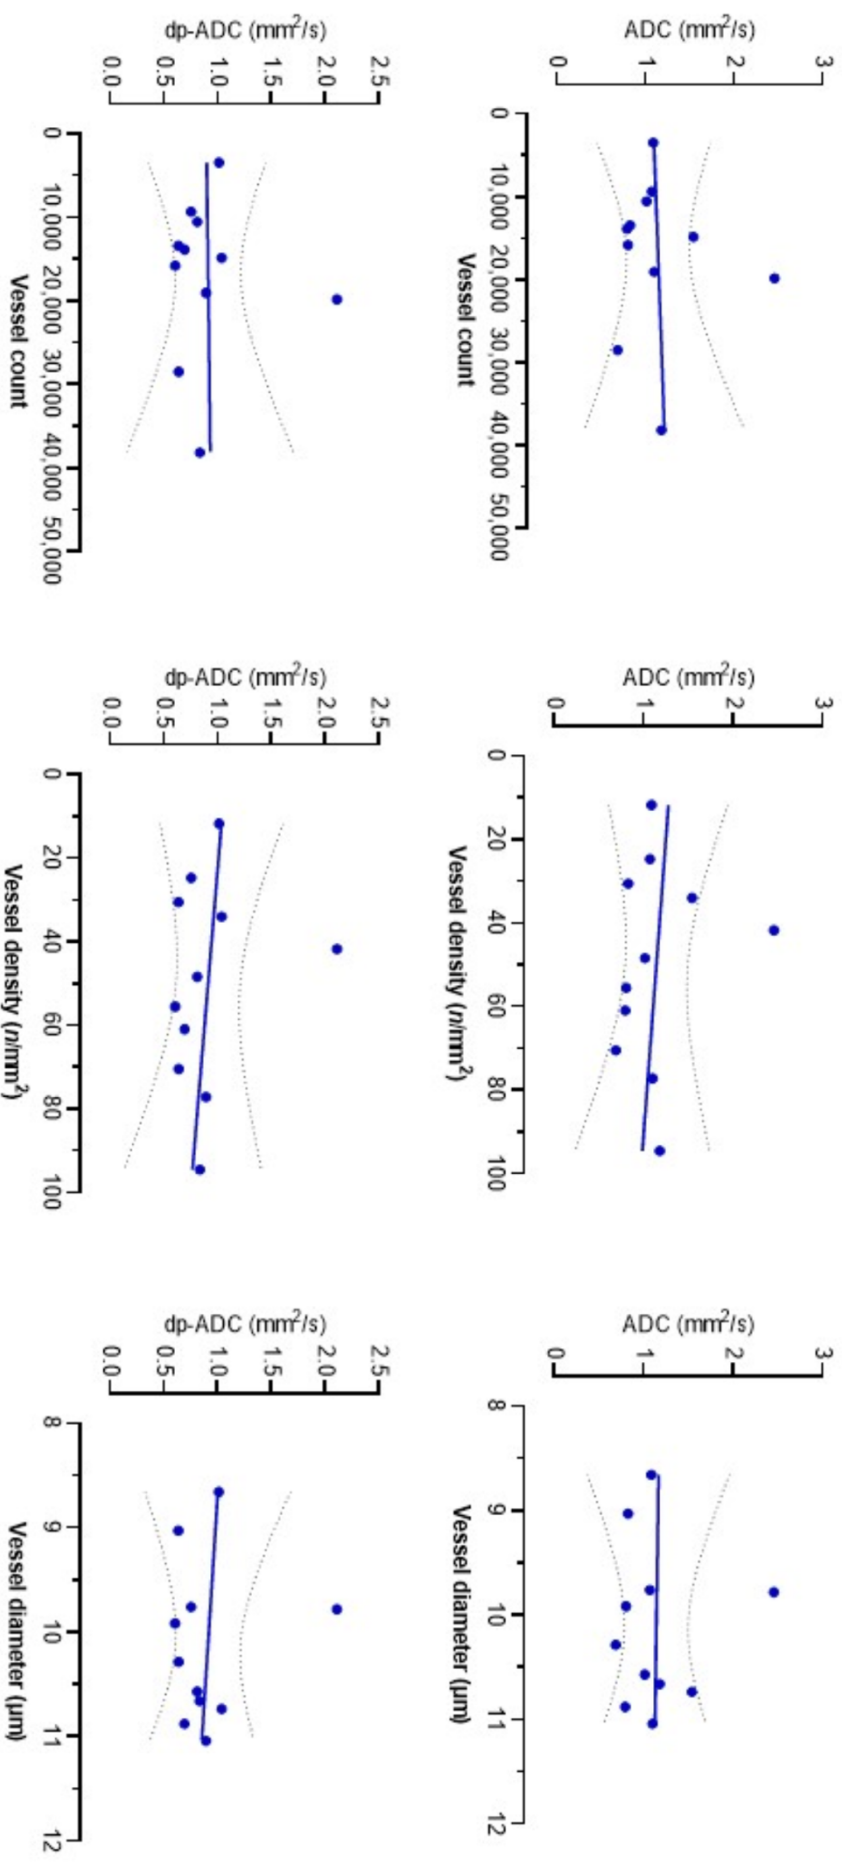 ADC (mm²/s)
3
2
1
0
0 10,000 20,000 30,000 40,000 50,000
Vessel count
ADC (mm²/s)
3
2
1
0
0 20 40 60 80 100
Vessel density (n/mm²)
ADC (mm²/s)
3
2
1
0
8 9 10 11 12
Vessel diameter (µm)
dp-ADC (mm²/s)
2.5
2.0
1.5
1.0
0.5
0.0
0 10,000 20,000 30,000 40,000 50,000
Vessel count
dp-ADC (mm²/s)
2.5
2.0
1.5
1.0
0.5
0.0
0 20 40 60 80 100
Vessel density (n/mm²)
dp-ADC (mm²/s)
2.5
2.0
1.5
1.0
0.5
0.0
8 9 10 11 12
Vessel diameter (µm)